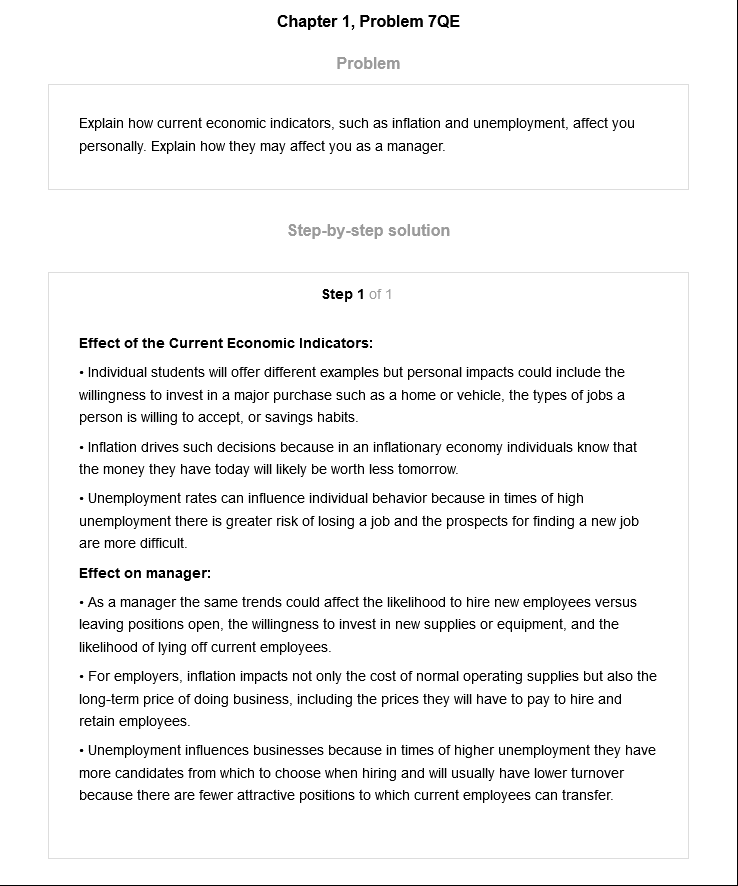 Chapter 1, Problem 7QE
Problem
Explain how current economic indicators, such as inflation and unemployment, affect you
personally. Explain how they may affect you as a manager.
Step-by-step solution
Step 1 of 1
Effect of the Current Economic Indicators:
• Individual students will offer different examples but personal impacts could include the
willingness to invest in a major purchase such as a home or vehicle, the types of jobs a
person is willing to accept, or savings habits.
• Inflation drives such decisions because in an inflationary economy individuals know that
the money they have today will likely be worth less tomorrow.
• Unemployment rates can influence individual behavior because in times of high
unemployment there is greater risk of losing a job and the prospects for finding a new job
are more difficult.
Effect on manager:
• As a manager the same trends could affect the likelihood to hire new employees versus
leaving positions open, the willingness to invest in new supplies or equipment, and the
likelihood of lying off current employees.
• For employers, inflation impacts not only the cost of normal operating supplies but also the
long-term price of doing business, including the prices they will have to pay to hire and
retain employees.
• Unemployment influences businesses because in times of higher unemployment they have
more candidates from which to choose when hiring and will usually have lower turnover
because there are fewer attractive positions to which current employees can transfer.